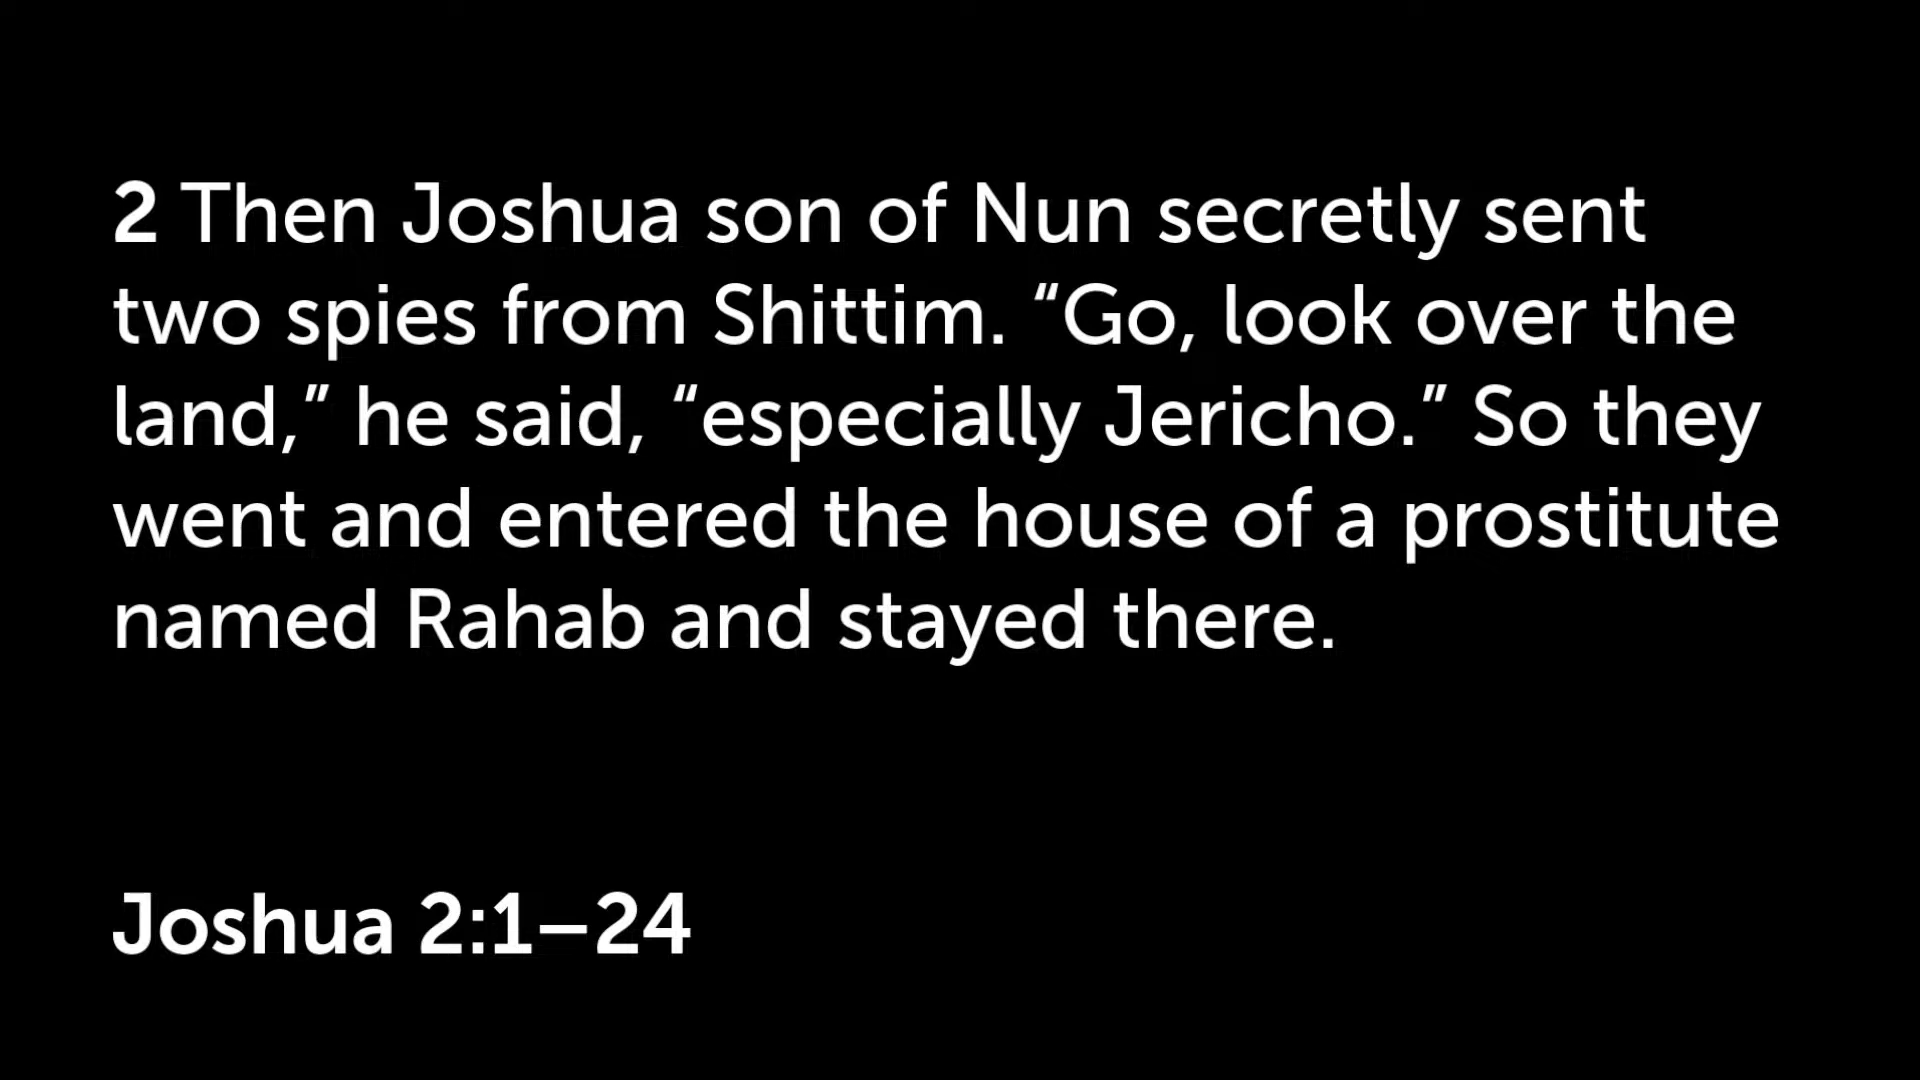 2 Then Joshua son of Nun secretly sent
two spies from Shittim. “Go, look over the
land,” he said, “especially Jericho.” So they
went and entered the house of a prostitute
named Rahab and stayed there.
Joshua 2:1–24